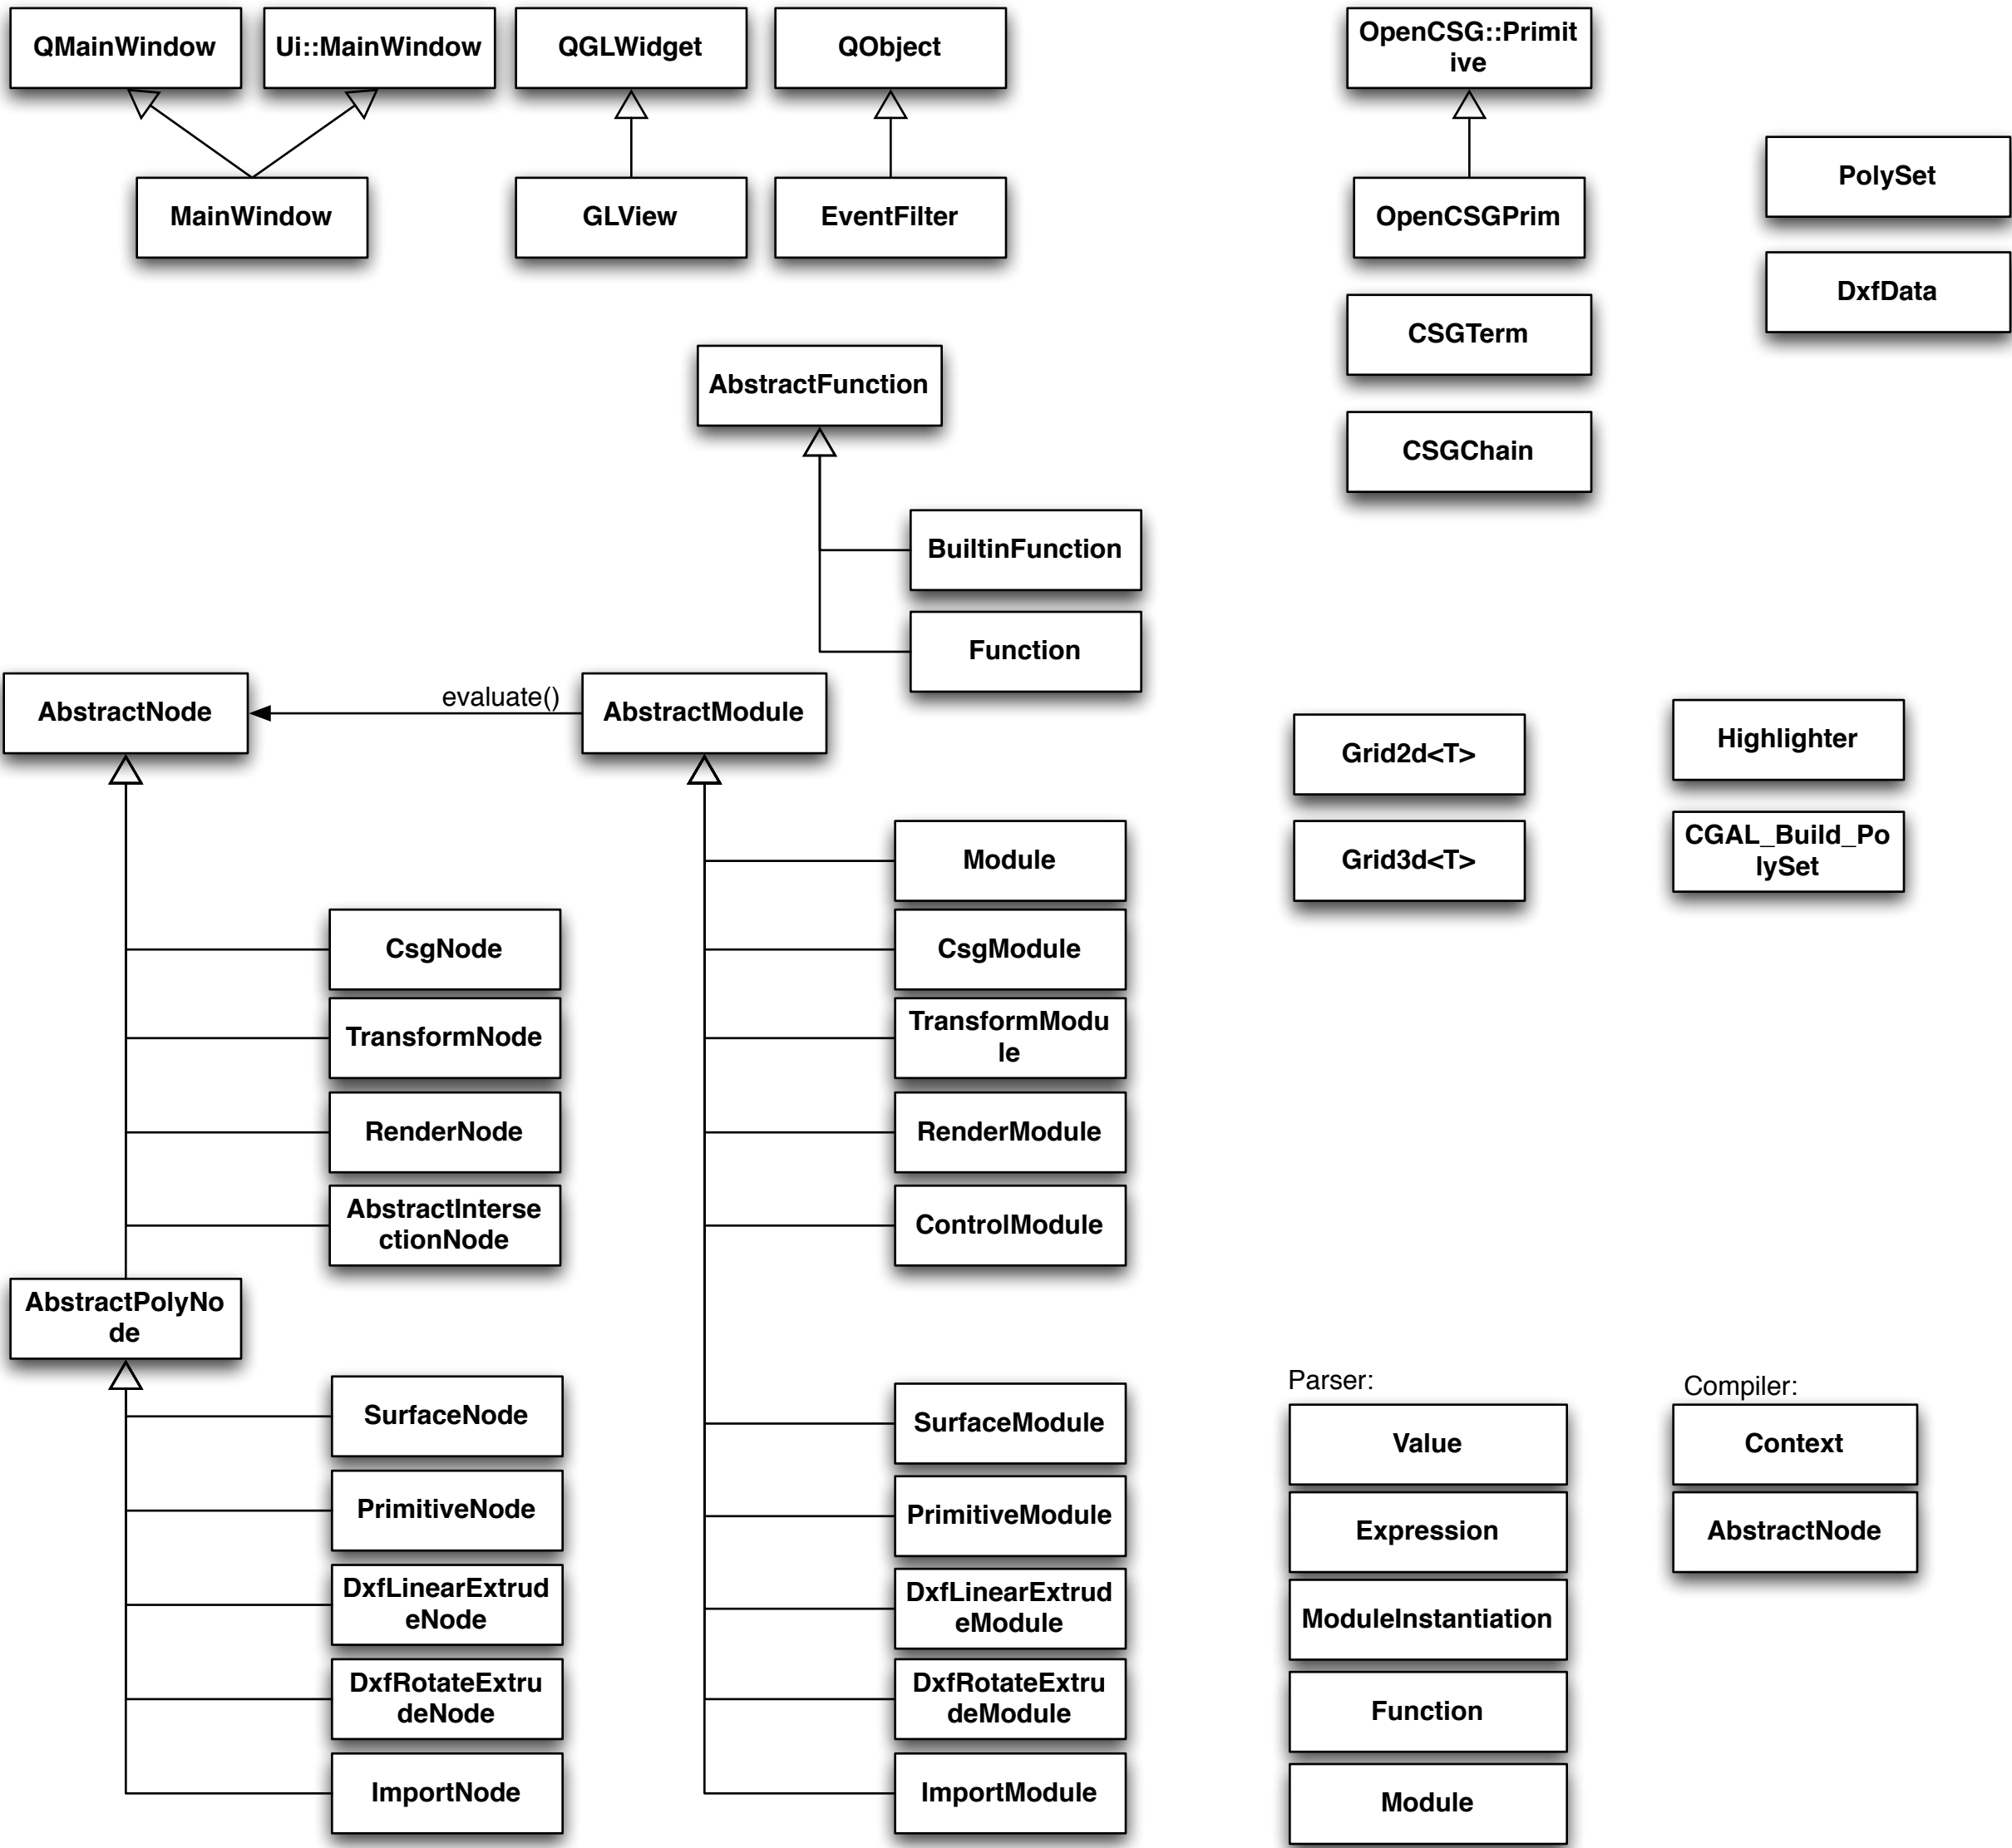 QMainWindow
Ui::MainWindow
QGLWidget
QObject
OpenCSG::Primit
ive
MainWindow
GLView
EventFilter
OpenCSGPrim
PolySet
DxfData
CSGTerm
CSGChain
AbstractFunction
BuiltinFunction
Function
AbstractNode
evaluate()
AbstractModule
Grid2d<T>
Grid3d<T>
Highlighter
CGAL_Build_Po
lySet
CsgNode
TransformNode
RenderNode
AbstractInterse
ctionNode
AbstractPolyNo
de
SurfaceNode
PrimitiveNode
DxfLinearExtrud
eNode
DxfRotateExtru
deNode
ImportNode
Module
CsgModule
TransformModu
le
RenderModule
ControlModule
SurfaceModule
PrimitiveModule
DxfLinearExtrud
eModule
DxfRotateExtru
deModule
ImportModule
Parser:
Value
Expression
ModuleInstantiation
Function
Module
Compiler:
Context
AbstractNode